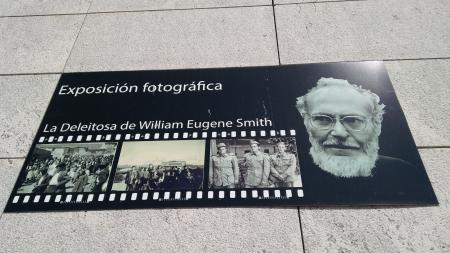 Exposición fotográfica
La Deleitosa de William Eugene Smith